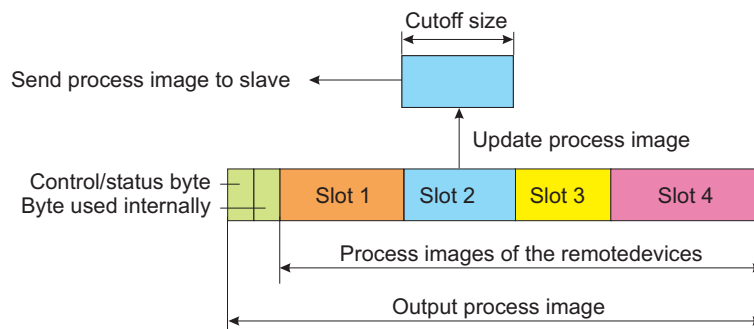 Cutoff size
Send process image to slave
Update process image
Control/status byte
Byte used internally
Slot 1
Slot 2
Slot 3
Slot 4
Process images of the remotedevices
Output process image